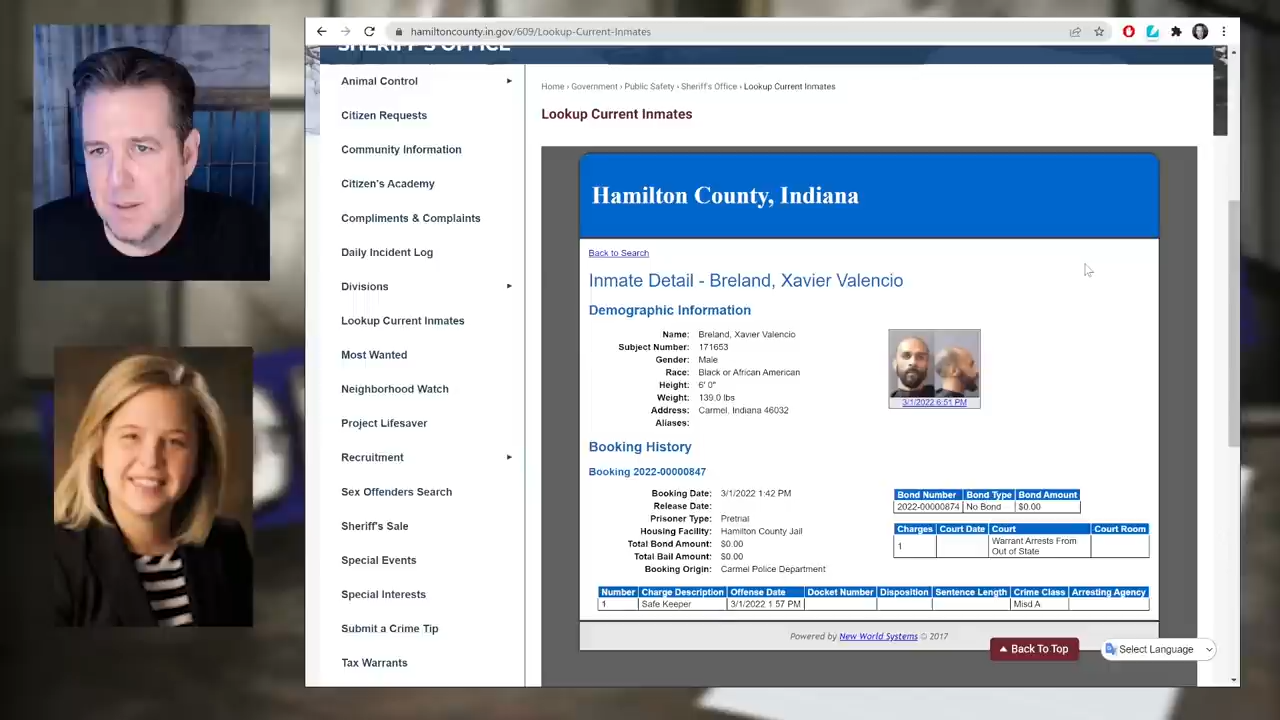 hamiltoncounty.in.gov/609/Lookup-Current-Inmates
SHERIFF'S OFFICE
Animal Control
Citizen Requests
Community Information
Citizen's Academy
Compliments & Complaints
Daily Incident Log
Divisions
Lookup Current Inmates
Most Wanted
Neighborhood Watch
Project Lifesaver
Recruitment
Sex Offenders Search
Sheriff's Sale
Special Events
Special Interests
Submit a Crime Tip
Tax Warrants
Home › Government › Public Safety › Sheriff's Office › Lookup Current Inmates
Lookup Current Inmates
Hamilton County, Indiana
Back to Search
Inmate Detail - Breland, Xavier Valencio
Demographic Information
Name: Breland, Xavier Valencio
Subject Number: 171653
Gender: Male
Race: Black or African American
Height: 6' 0"
Weight: 139.0 lbs
Address: Carmel, Indiana 46032
Aliases:
3/1/2022 6:51 PM
Booking History
Booking 2022-00000847
Booking Date: 3/1/2022 1:42 PM
Release Date:
Prisoner Type: Pretrial
Housing Facility: Hamilton County Jail
Total Bond Amount: $0.00
Total Bail Amount: $0.00
Booking Origin: Carmel Police Department
Bond Number Bond Type Bond Amount
2022-00000874 No Bond $0.00
Charges Court Date Court Court Room
1 Warrant Arrests From
Out of State
Number Charge Description Offense Date Docket Number Disposition Sentence Length Crime Class Arresting Agency
1 Safe Keeper 3/1/2022 1:57 PM Misd A
Powered by New World Systems © 2017
Back To Top
Select Language